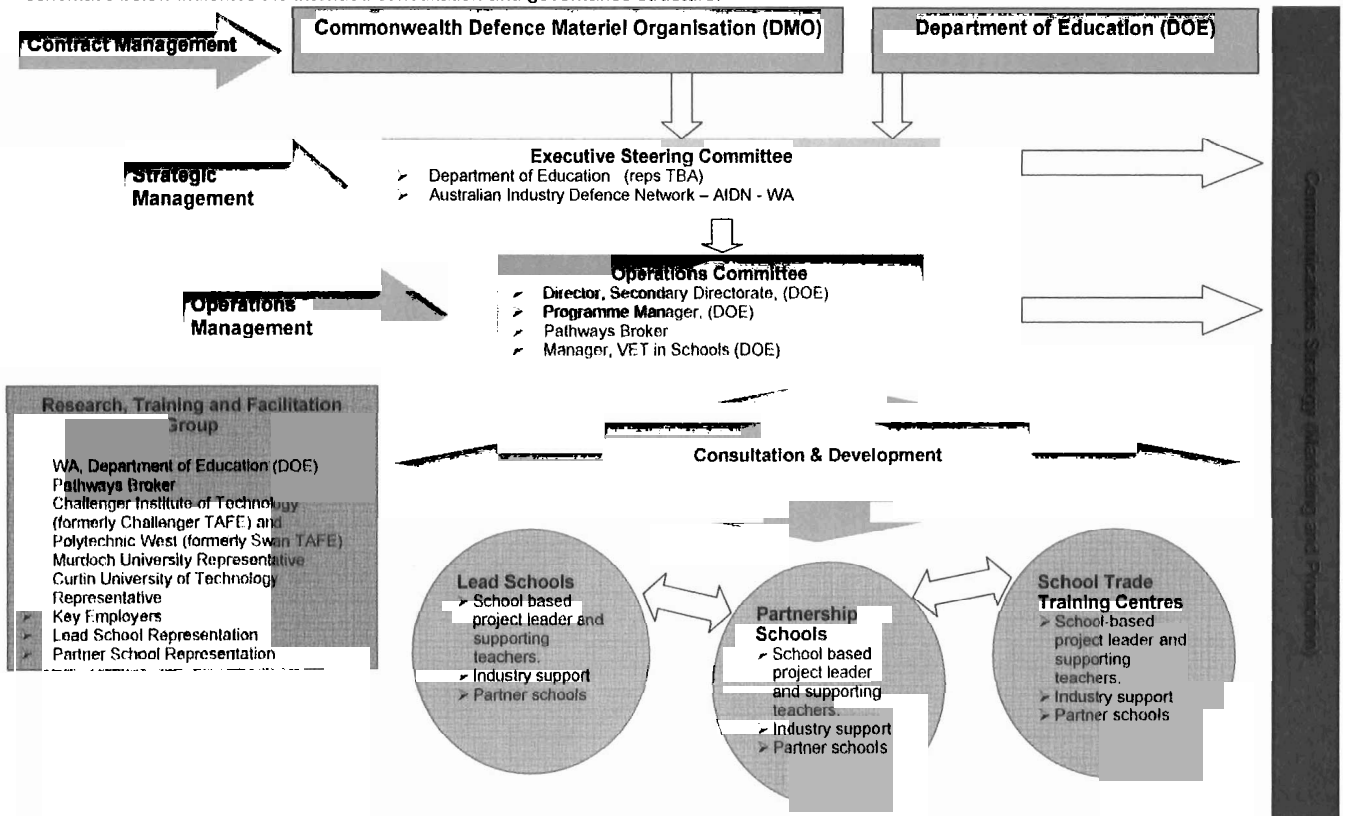 Contract Management
Commonwealth Defence Materiel Organisation (DMO)
Department of Education (DOE)
Strategic
Management
Executive Steering Committee
➢ Department of Education (reps TBA)
➢ Australian Industry Defence Network – AIDN - WA
Operations
Management
Operations Committee
➢ Director, Secondary Directorate, (DOE)
➢ Programme Manager, (DOE)
➢ Pathways Broker
➢ Manager, VET in Schools (DOE)
Communications Strategy (Marketing and Promotion)
Research, Training and Facilitation
Group
WA, Department of Education (DOE)
Pathways Broker
Challenger Institute of Technology
(formerly Challenger TAFE) and
Polytechnic West (formerly Swan TAFE)
Murdoch University Representative
Curtin University of Technology
Representative
➢ Key Employers
➢ Lead School Representation
➢ Partner School Representation
Consultation & Development
Lead Schools
➢ School based
project leader and
supporting
teachers.
➢ Industry support
➢ Partner schools
Partnership
Schools
➢ School based
project leader
and supporting
teachers.
➢ Industry support
➢ Partner schools
School Trade
Training Centres
➢ School-based
project leader and
supporting
teachers.
➢ Industry support
➢ Partner schools